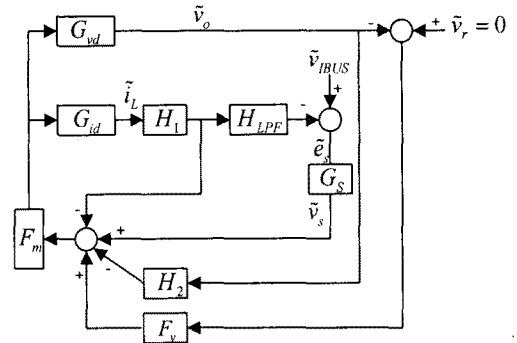 G_vd
ṽ_o
-
+
ṽ_r = 0
ṽ_IBUS
+
G_id
ĩ_L
H_1
H_LPF
-
ẽ_s
G_S
ṽ_s
-
+
F_m
-
+
H_2
F_v